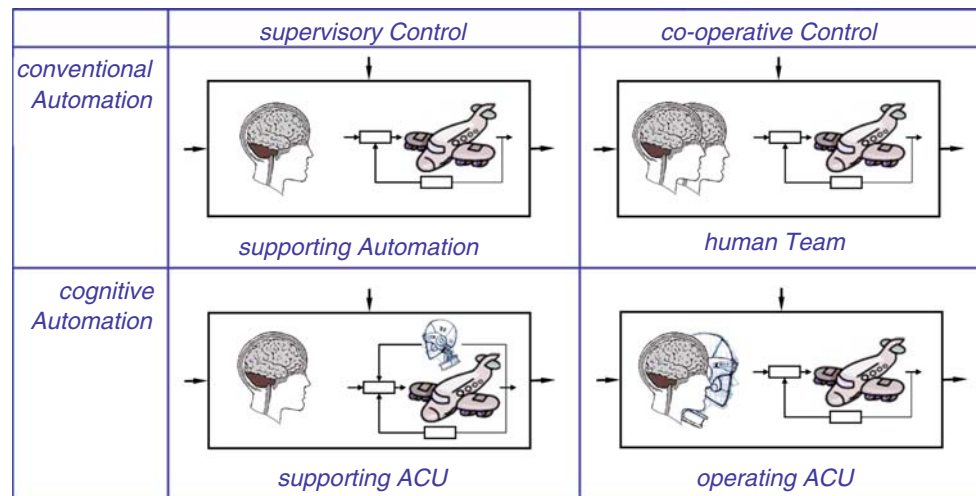 supervisory Control
co-operative Control
conventional
Automation
supporting Automation
human Team
cognitive
Automation
supporting ACU
operating ACU